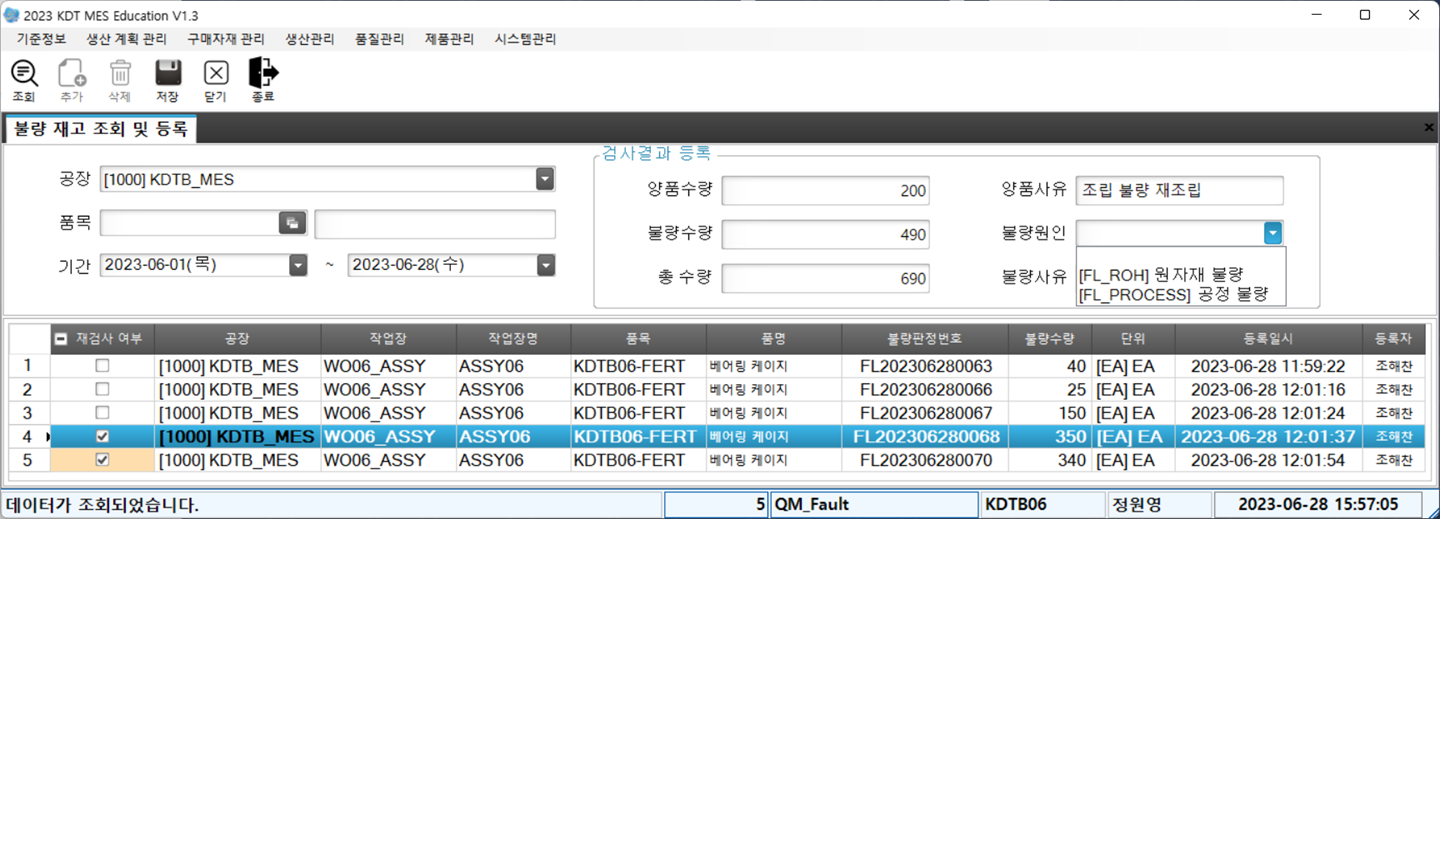 2023 KDT MES Education V1.3
기준정보 생산 계획 관리 구매자재 관리 생산관리 품질관리 제품관리 시스템관리
조회 추가 삭제 저장 닫기 종료
불량 재고 조회 및 등록
검사결과 등록
공장 [1000] KDTB_MES 양품수량 200 양품사유 조립 불량 재조립
품목 불량수량 490 불량원인
기간 2023-06-01(목) ~ 2023-06-28(수) 총 수량 690 불량사유
[FL_ROH] 원자재 불량
[FL_PROCESS] 공정 불량
재검사 여부 공장 작업장 작업장명 품목 품명 불량판정번호 불량수량 단위 등록일시 등록자
1 [1000] KDTB_MES WO06_ASSY ASSY06 KDTB06-FERT 베어링 케이지 FL202306280063 40 [EA] EA 2023-06-28 11:59:22 조해찬
2 [1000] KDTB_MES WO06_ASSY ASSY06 KDTB06-FERT 베어링 케이지 FL202306280066 25 [EA] EA 2023-06-28 12:01:16 조해찬
3 [1000] KDTB_MES WO06_ASSY ASSY06 KDTB06-FERT 베어링 케이지 FL202306280067 150 [EA] EA 2023-06-28 12:01:24 조해찬
4 [1000] KDTB_MES WO06_ASSY ASSY06 KDTB06-FERT 베어링 케이지 FL202306280068 350 [EA] EA 2023-06-28 12:01:37 조해찬
5 [1000] KDTB_MES WO06_ASSY ASSY06 KDTB06-FERT 베어링 케이지 FL202306280070 340 [EA] EA 2023-06-28 12:01:54 조해찬
데이터가 조회되었습니다. 5 QM_Fault KDTB06 정원영 2023-06-28 15:57:05